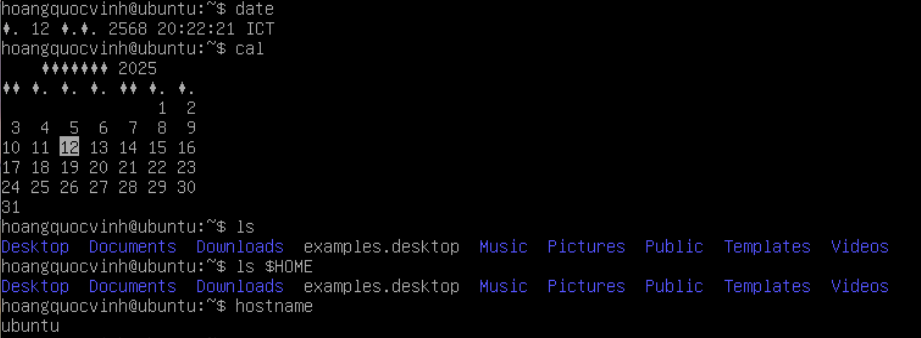 hoangquocvinh@ubuntu:~$ date
♦. 12 ♦.♦. 2568 20:22:21 ICT
hoangquocvinh@ubuntu:~$ cal
♦♦♦♦♦♦♦ 2025
♦♦ ♦. ♦. ♦. ♦♦ ♦. ♦.
1 2
3 4 5 6 7 8 9
10 11 12 13 14 15 16
17 18 19 20 21 22 23
24 25 26 27 28 29 30
31
hoangquocvinh@ubuntu:~$ ls
Desktop Documents Downloads examples.desktop Music Pictures Public Templates Videos
hoangquocvinh@ubuntu:~$ ls $HOME
Desktop Documents Downloads examples.desktop Music Pictures Public Templates Videos
hoangquocvinh@ubuntu:~$ hostname
ubuntu